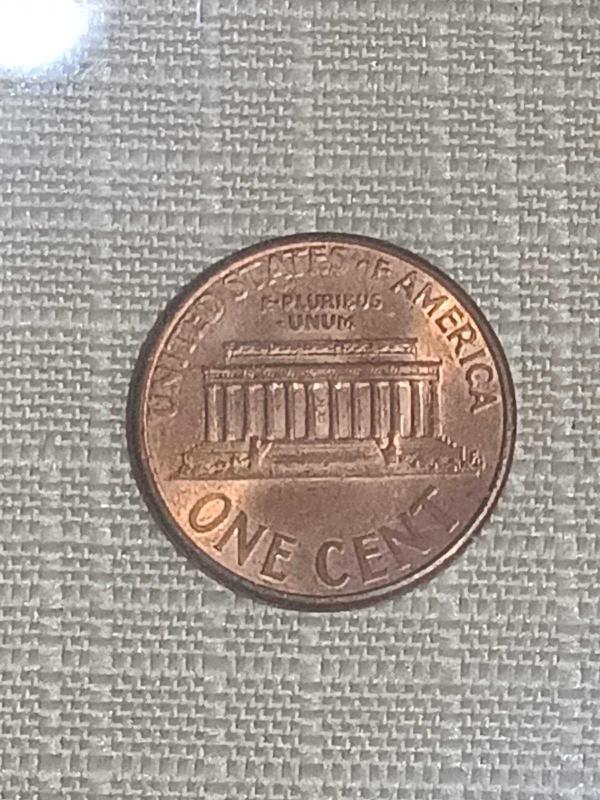 UNITED STATES OF AMERICA
E·PLURIBUS
·UNUM·
ONE CENT